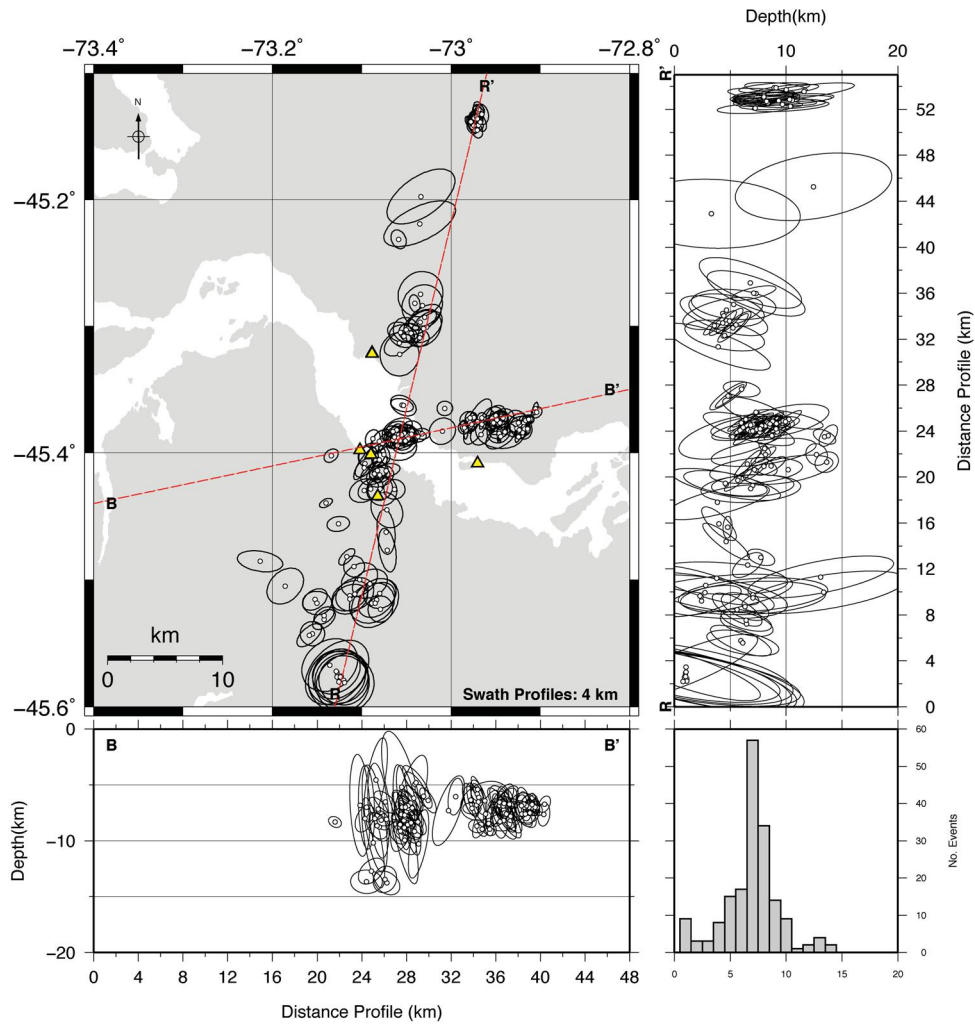 Depth(km)
−73.4° −73.2° −73° −72.8° 0 10 20
R’ R’
N
52
48
−45.2° 44
40
36
Distance Profile (km)
32
28
B’
24
−45.4°
20
B
16
12
km
8
4
0 10 R Swath Profiles: 4 km R
−45.6° 0
0 B B’ 60
50
−5
40
Depth(km) −10 30 No. Events
20
−15
10
−20 0
0 4 8 12 16 20 24 28 32 36 40 44 48 0 5 10 15 20
Distance Profile (km)